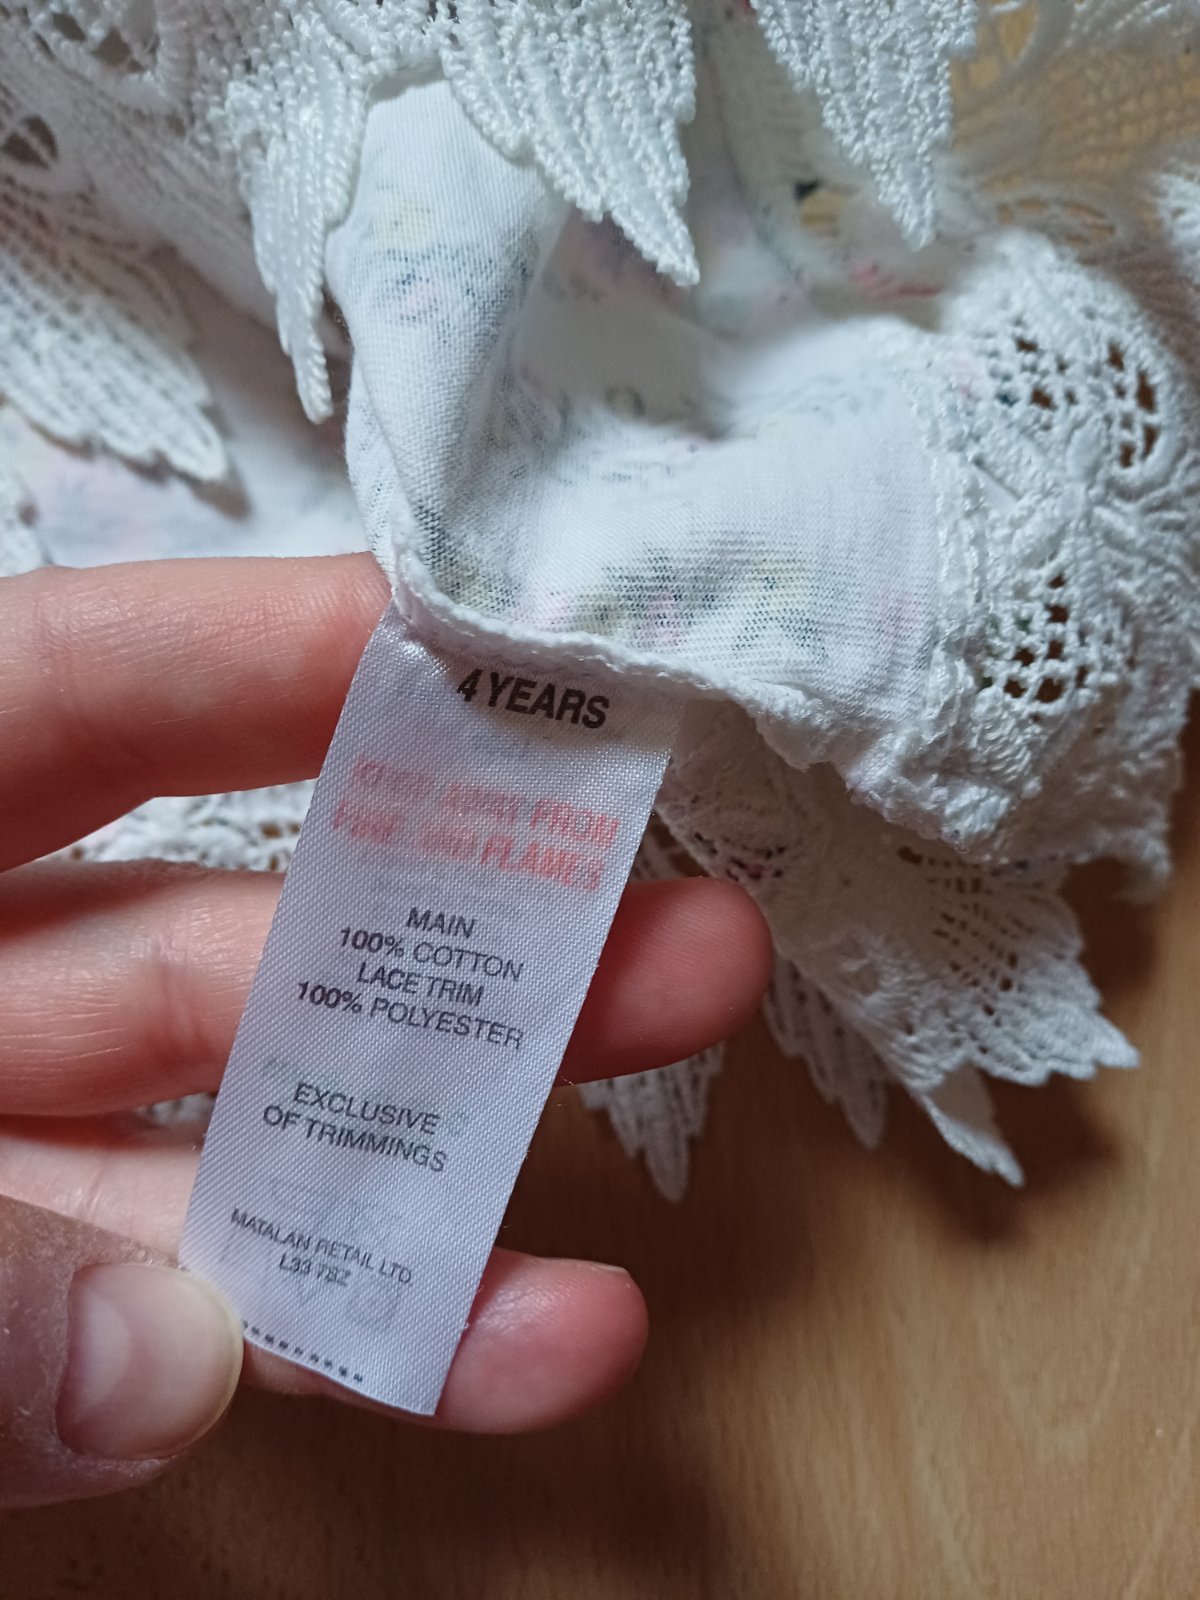 4 YEARS
KEEP AWAY FROM
FIRE AND FLAMES
MAIN
100% COTTON
LACE TRIM
100% POLYESTER
EXCLUSIVE
OF TRIMMINGS
MATALAN RETAIL LTD
L33 7SZ